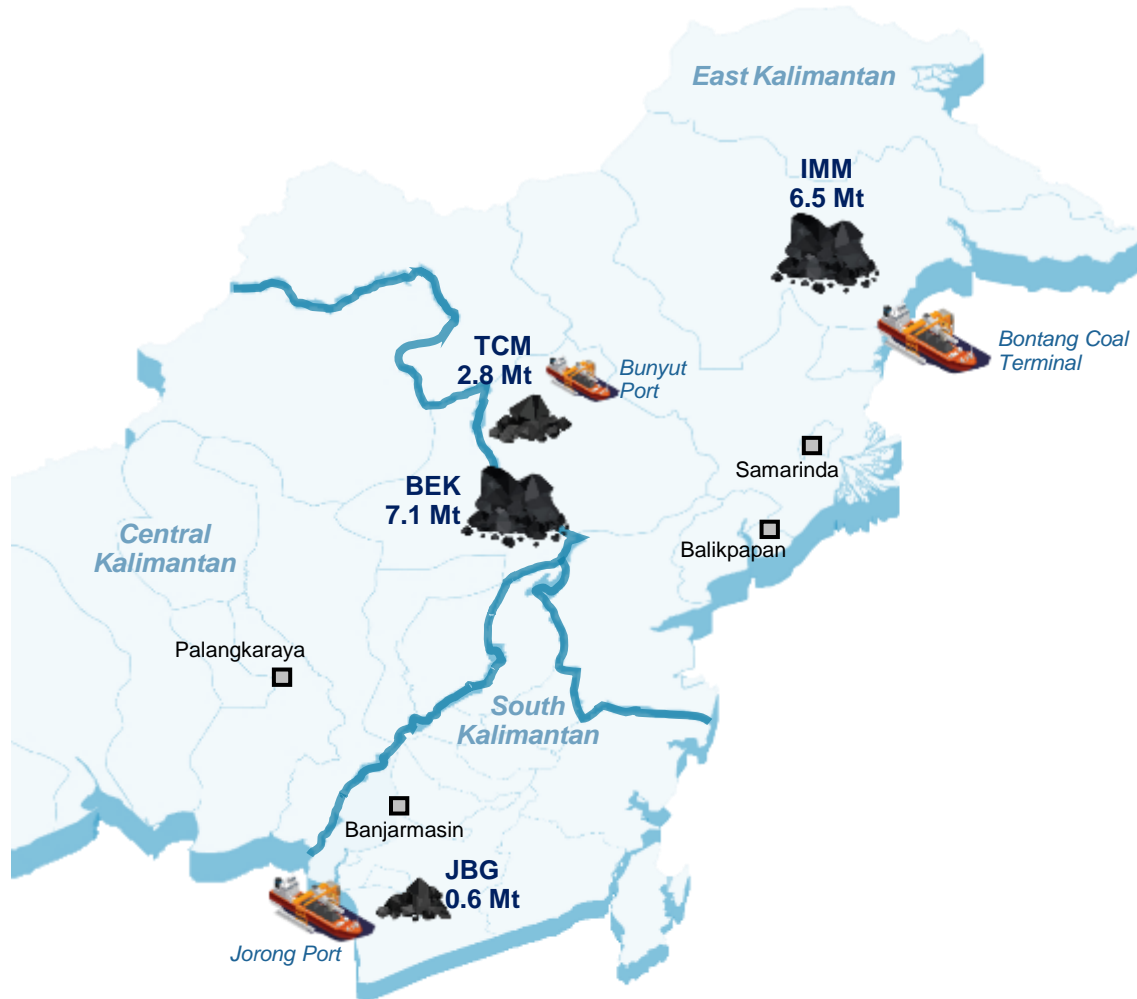 East Kalimantan
IMM
6.5 Mt
Bontang Coal
Terminal
TCM
2.8 Mt
Bunyut
Port
Samarinda
BEK
7.1 Mt
Balikpapan
Central
Kalimantan
Palangkaraya
South
Kalimantan
Banjarmasin
JBG
0.6 Mt
Jorong Port